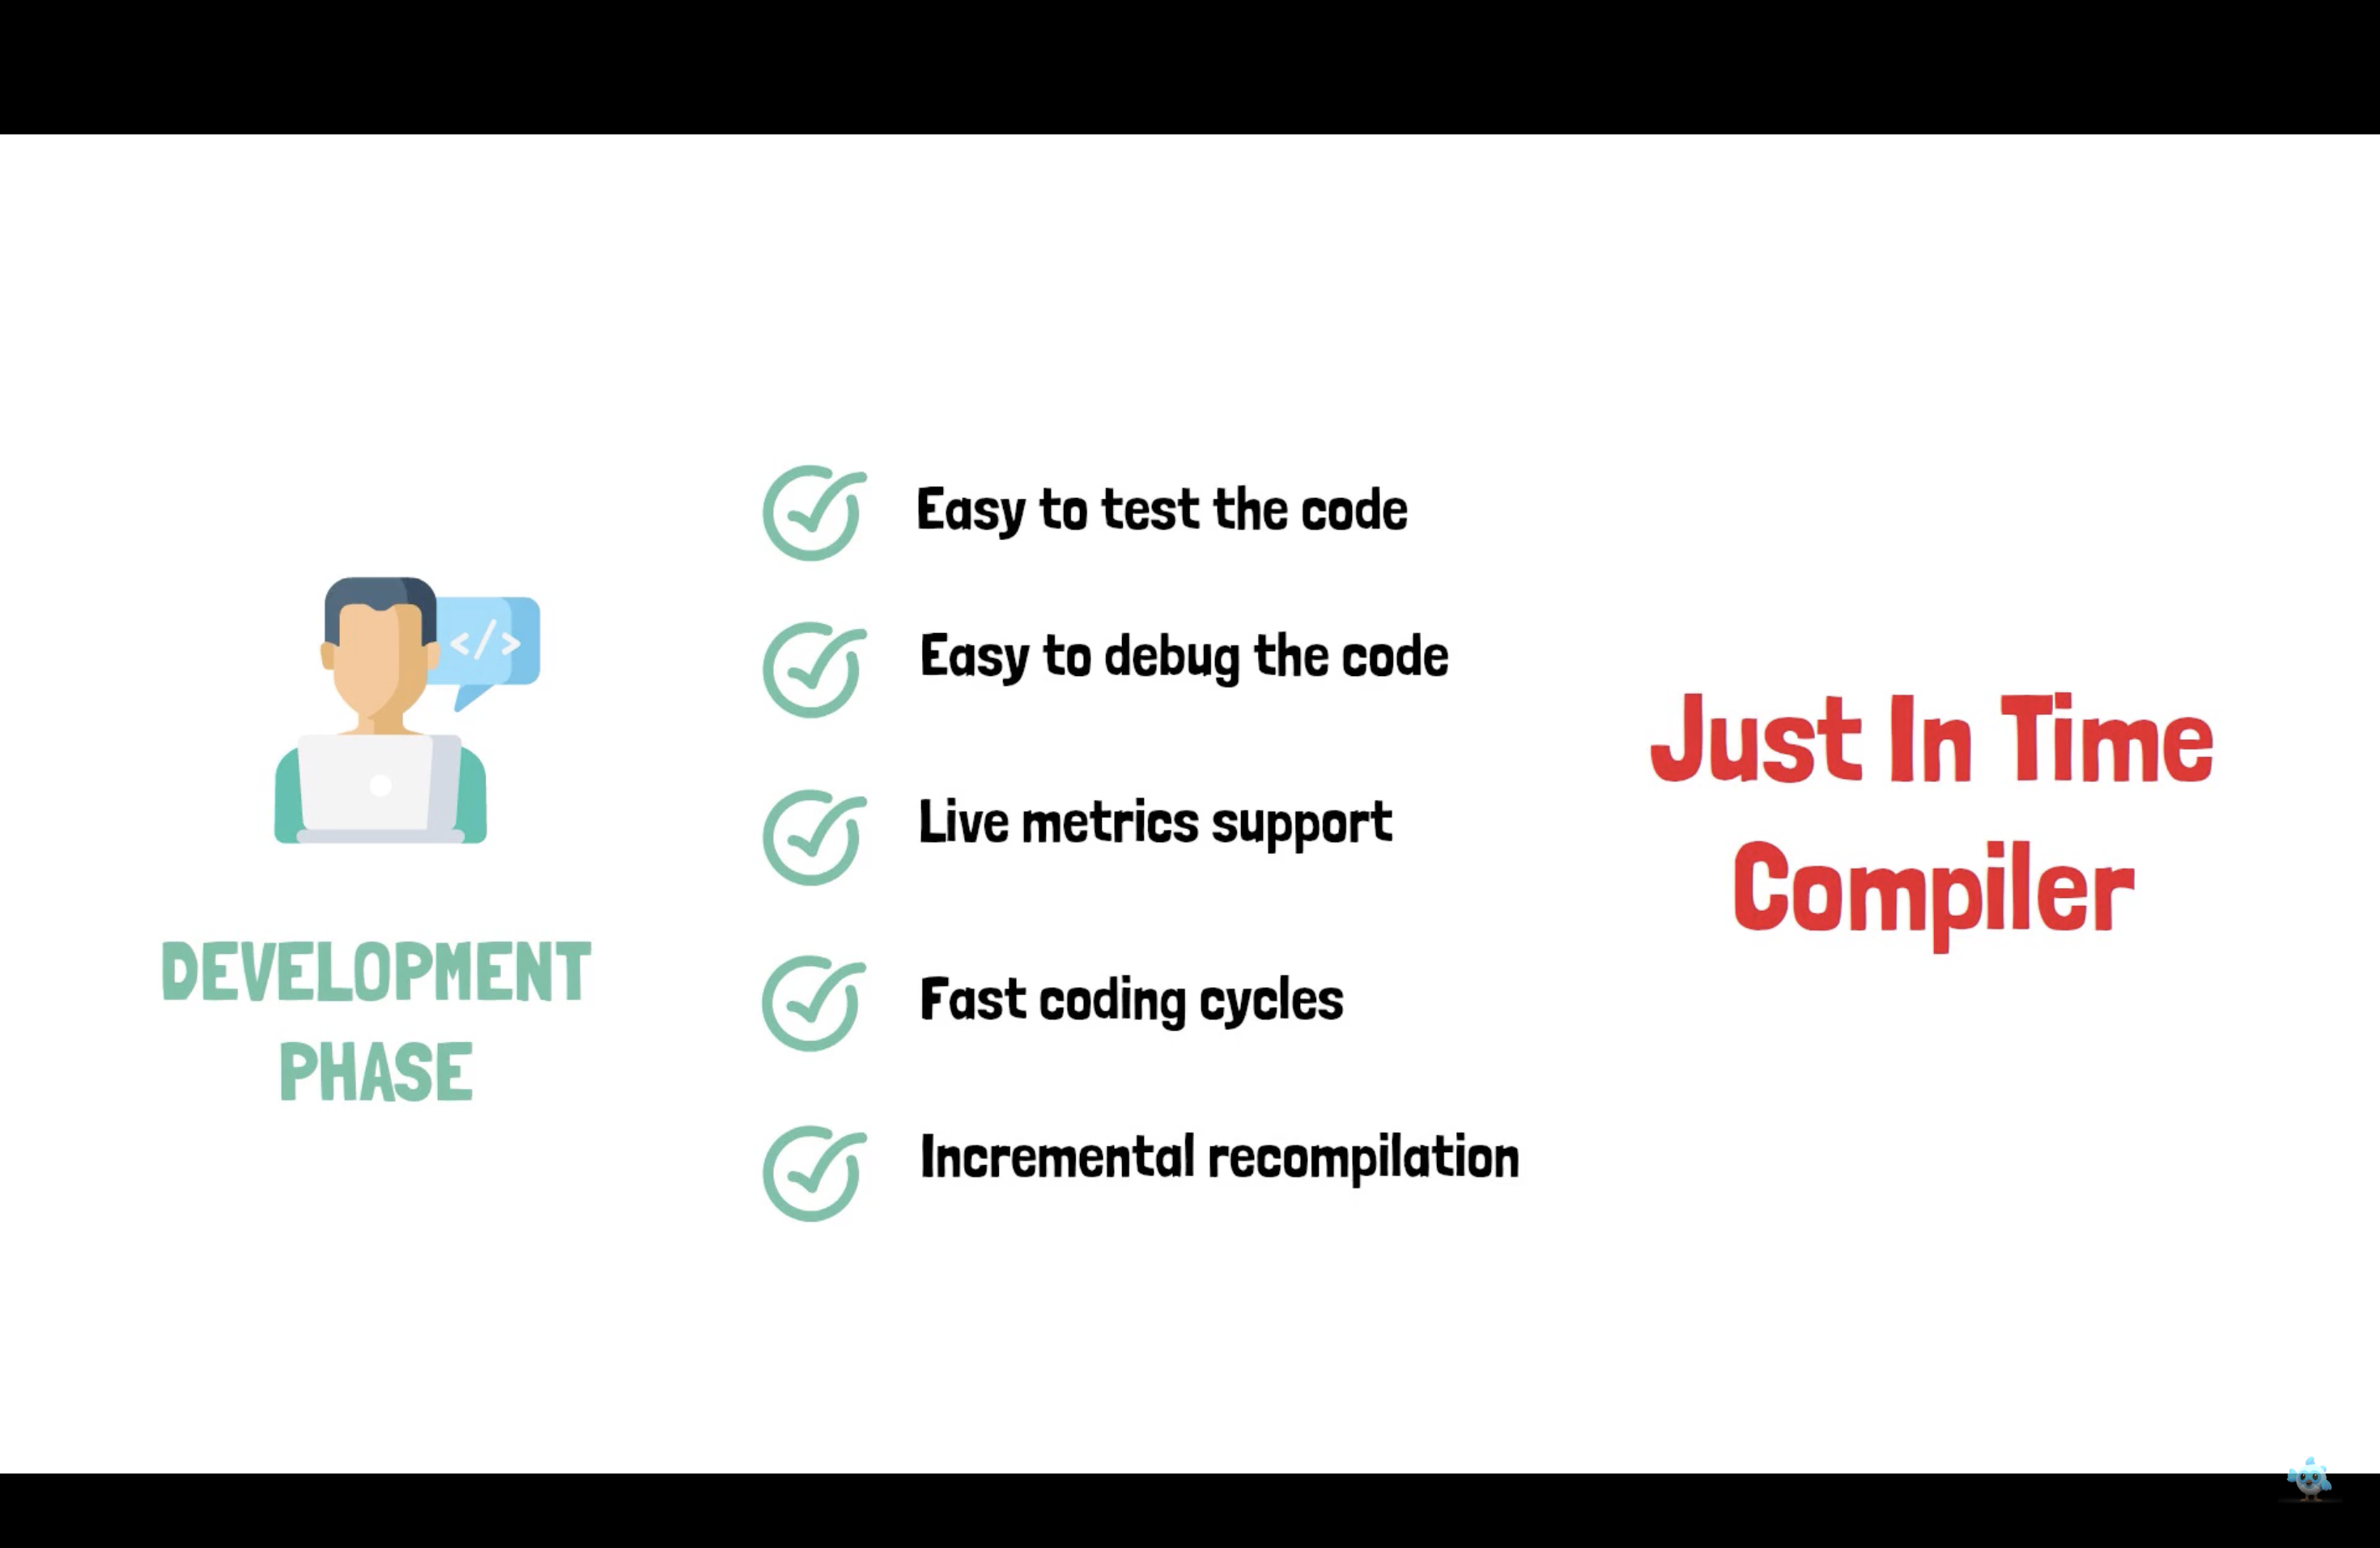 </>
DEVELOPMENT
PHASE
Easy to test the code
Easy to debug the code
Live metrics support
Fast coding cycles
Incremental recompilation
Just In Time
Compiler